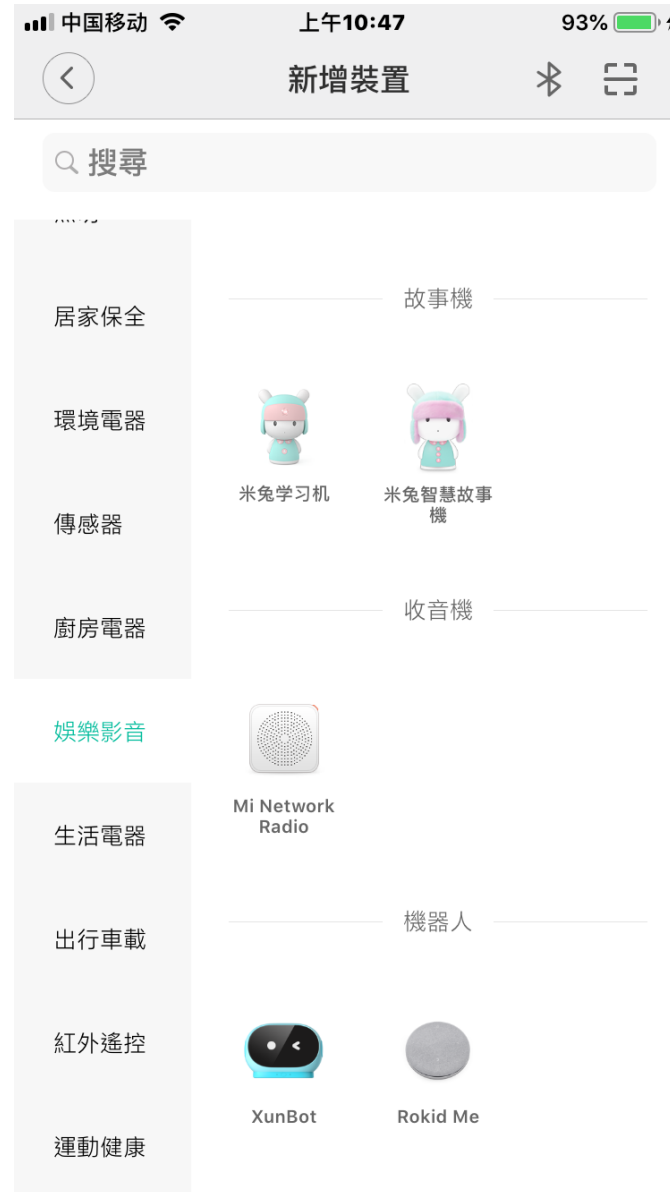 中国移动
上午10:47
93%
新增裝置
搜尋
居家保全
環境電器
傳感器
廚房電器
娛樂影音
生活電器
出行車載
紅外遙控
運動健康
故事機
米兔学习机
米兔智慧故事
機
收音機
Mi Network
Radio
機器人
XunBot
Rokid Me